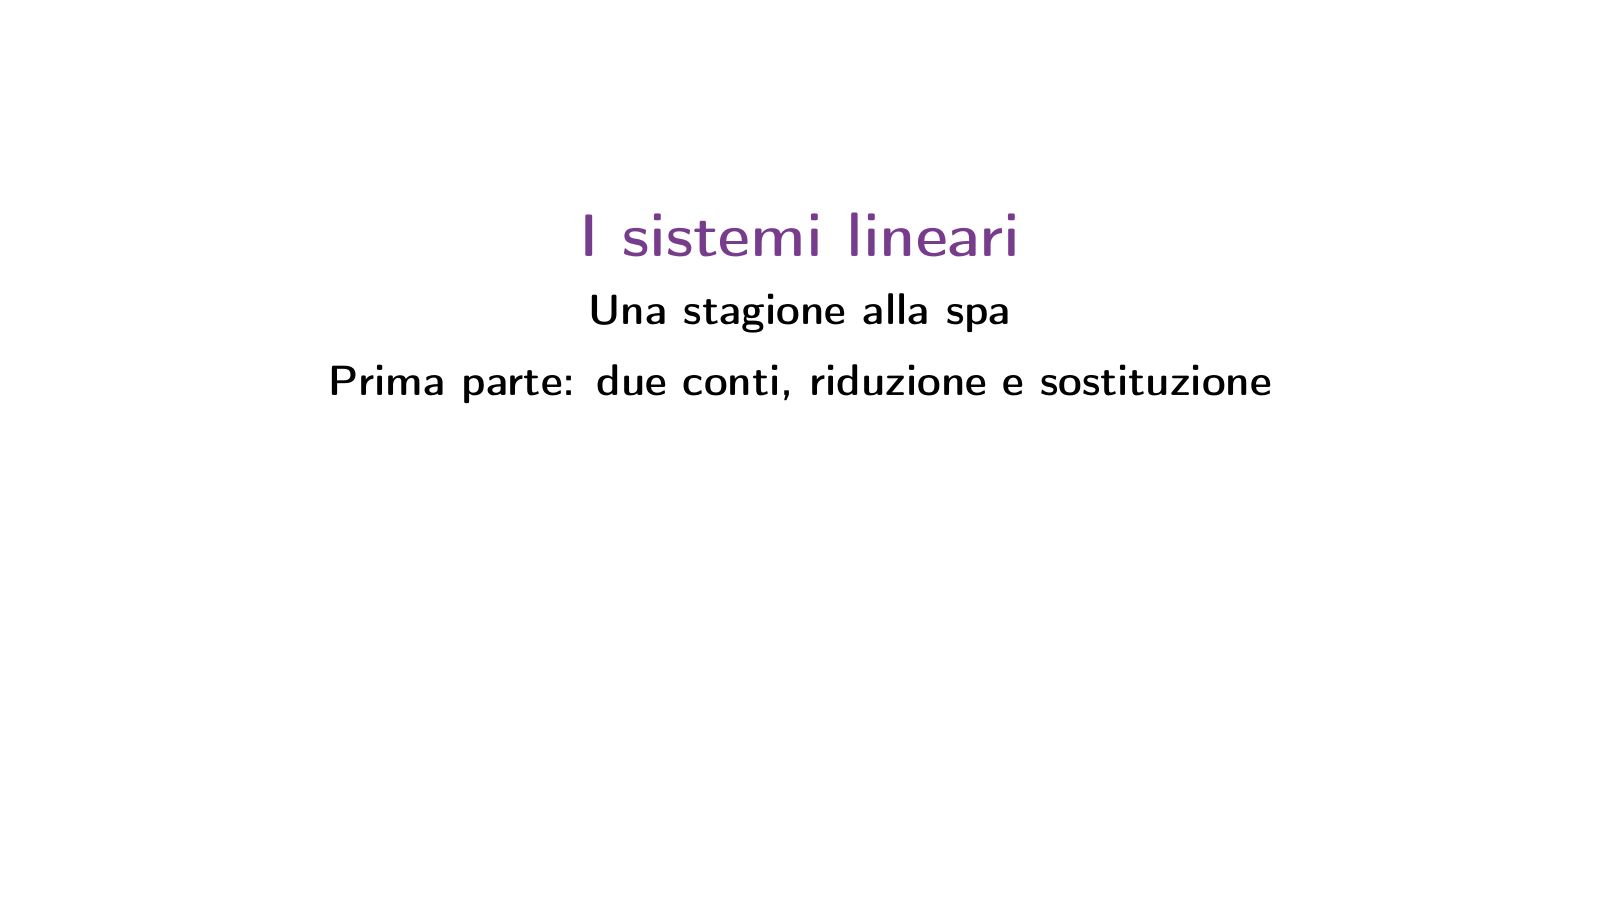 I sistemi lineari
Una stagione alla spa
Prima parte: due conti, riduzione e sostituzione